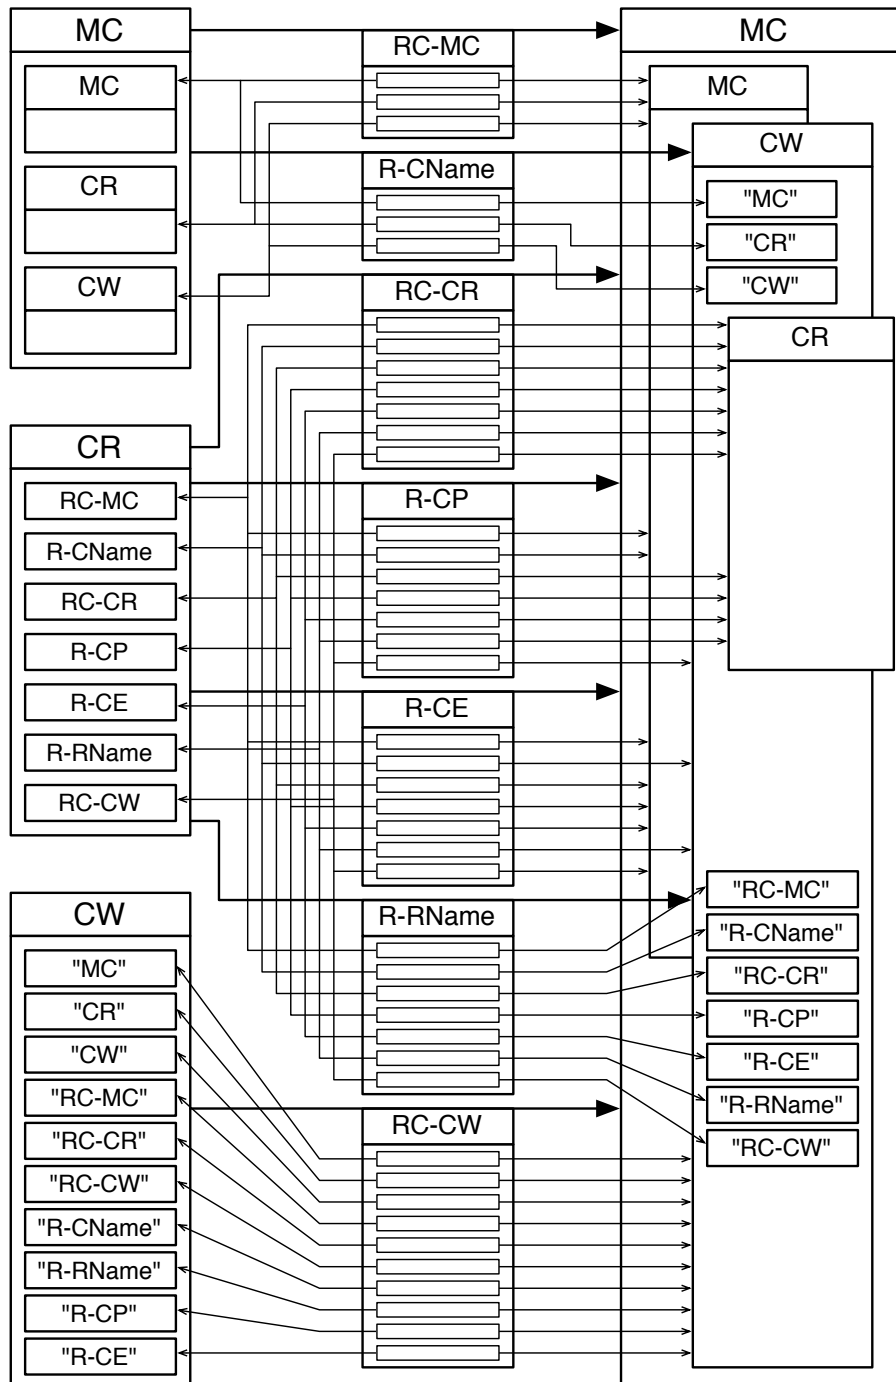 MC
MC
CR
CW
CR
RC-MC
R-CName
RC-CR
R-CP
R-CE
R-RName
RC-CW
CW
"MC"
"CR"
"CW"
"RC-MC"
"RC-CR"
"RC-CW"
"R-CName"
"R-RName"
"R-CP"
"R-CE"
RC-MC
R-CName
RC-CR
R-CP
R-CE
R-RName
RC-CW
MC
MC
CW
"MC"
"CR"
"CW"
CR
"RC-MC"
"R-CName"
"RC-CR"
"R-CP"
"R-CE"
"R-RName"
"RC-CW"